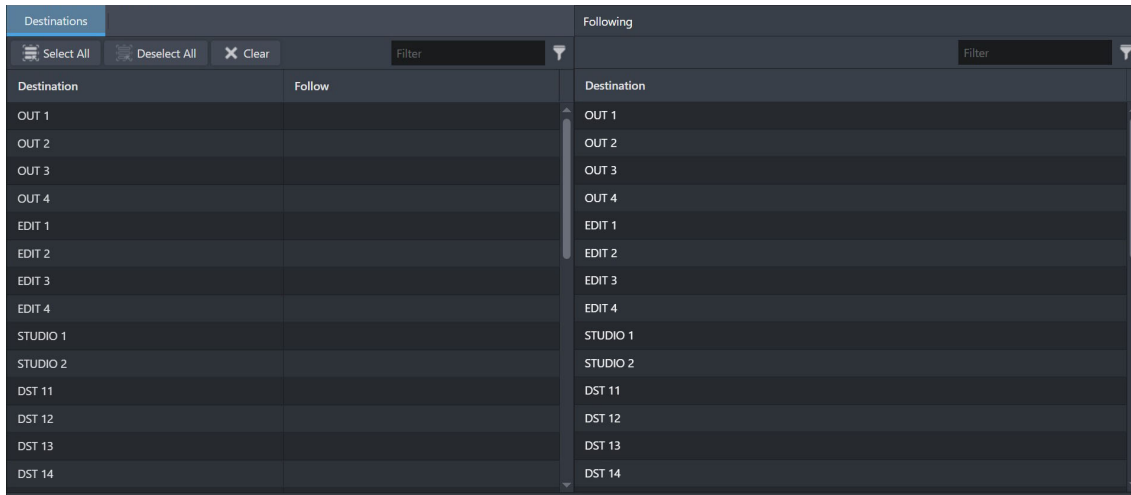 Destinations
Select All Deselect All Clear Filter
Destination Follow
OUT 1
OUT 2
OUT 3
OUT 4
EDIT 1
EDIT 2
EDIT 3
EDIT 4
STUDIO 1
STUDIO 2
DST 11
DST 12
DST 13
DST 14
Following
Filter
Destination
OUT 1
OUT 2
OUT 3
OUT 4
EDIT 1
EDIT 2
EDIT 3
EDIT 4
STUDIO 1
STUDIO 2
DST 11
DST 12
DST 13
DST 14